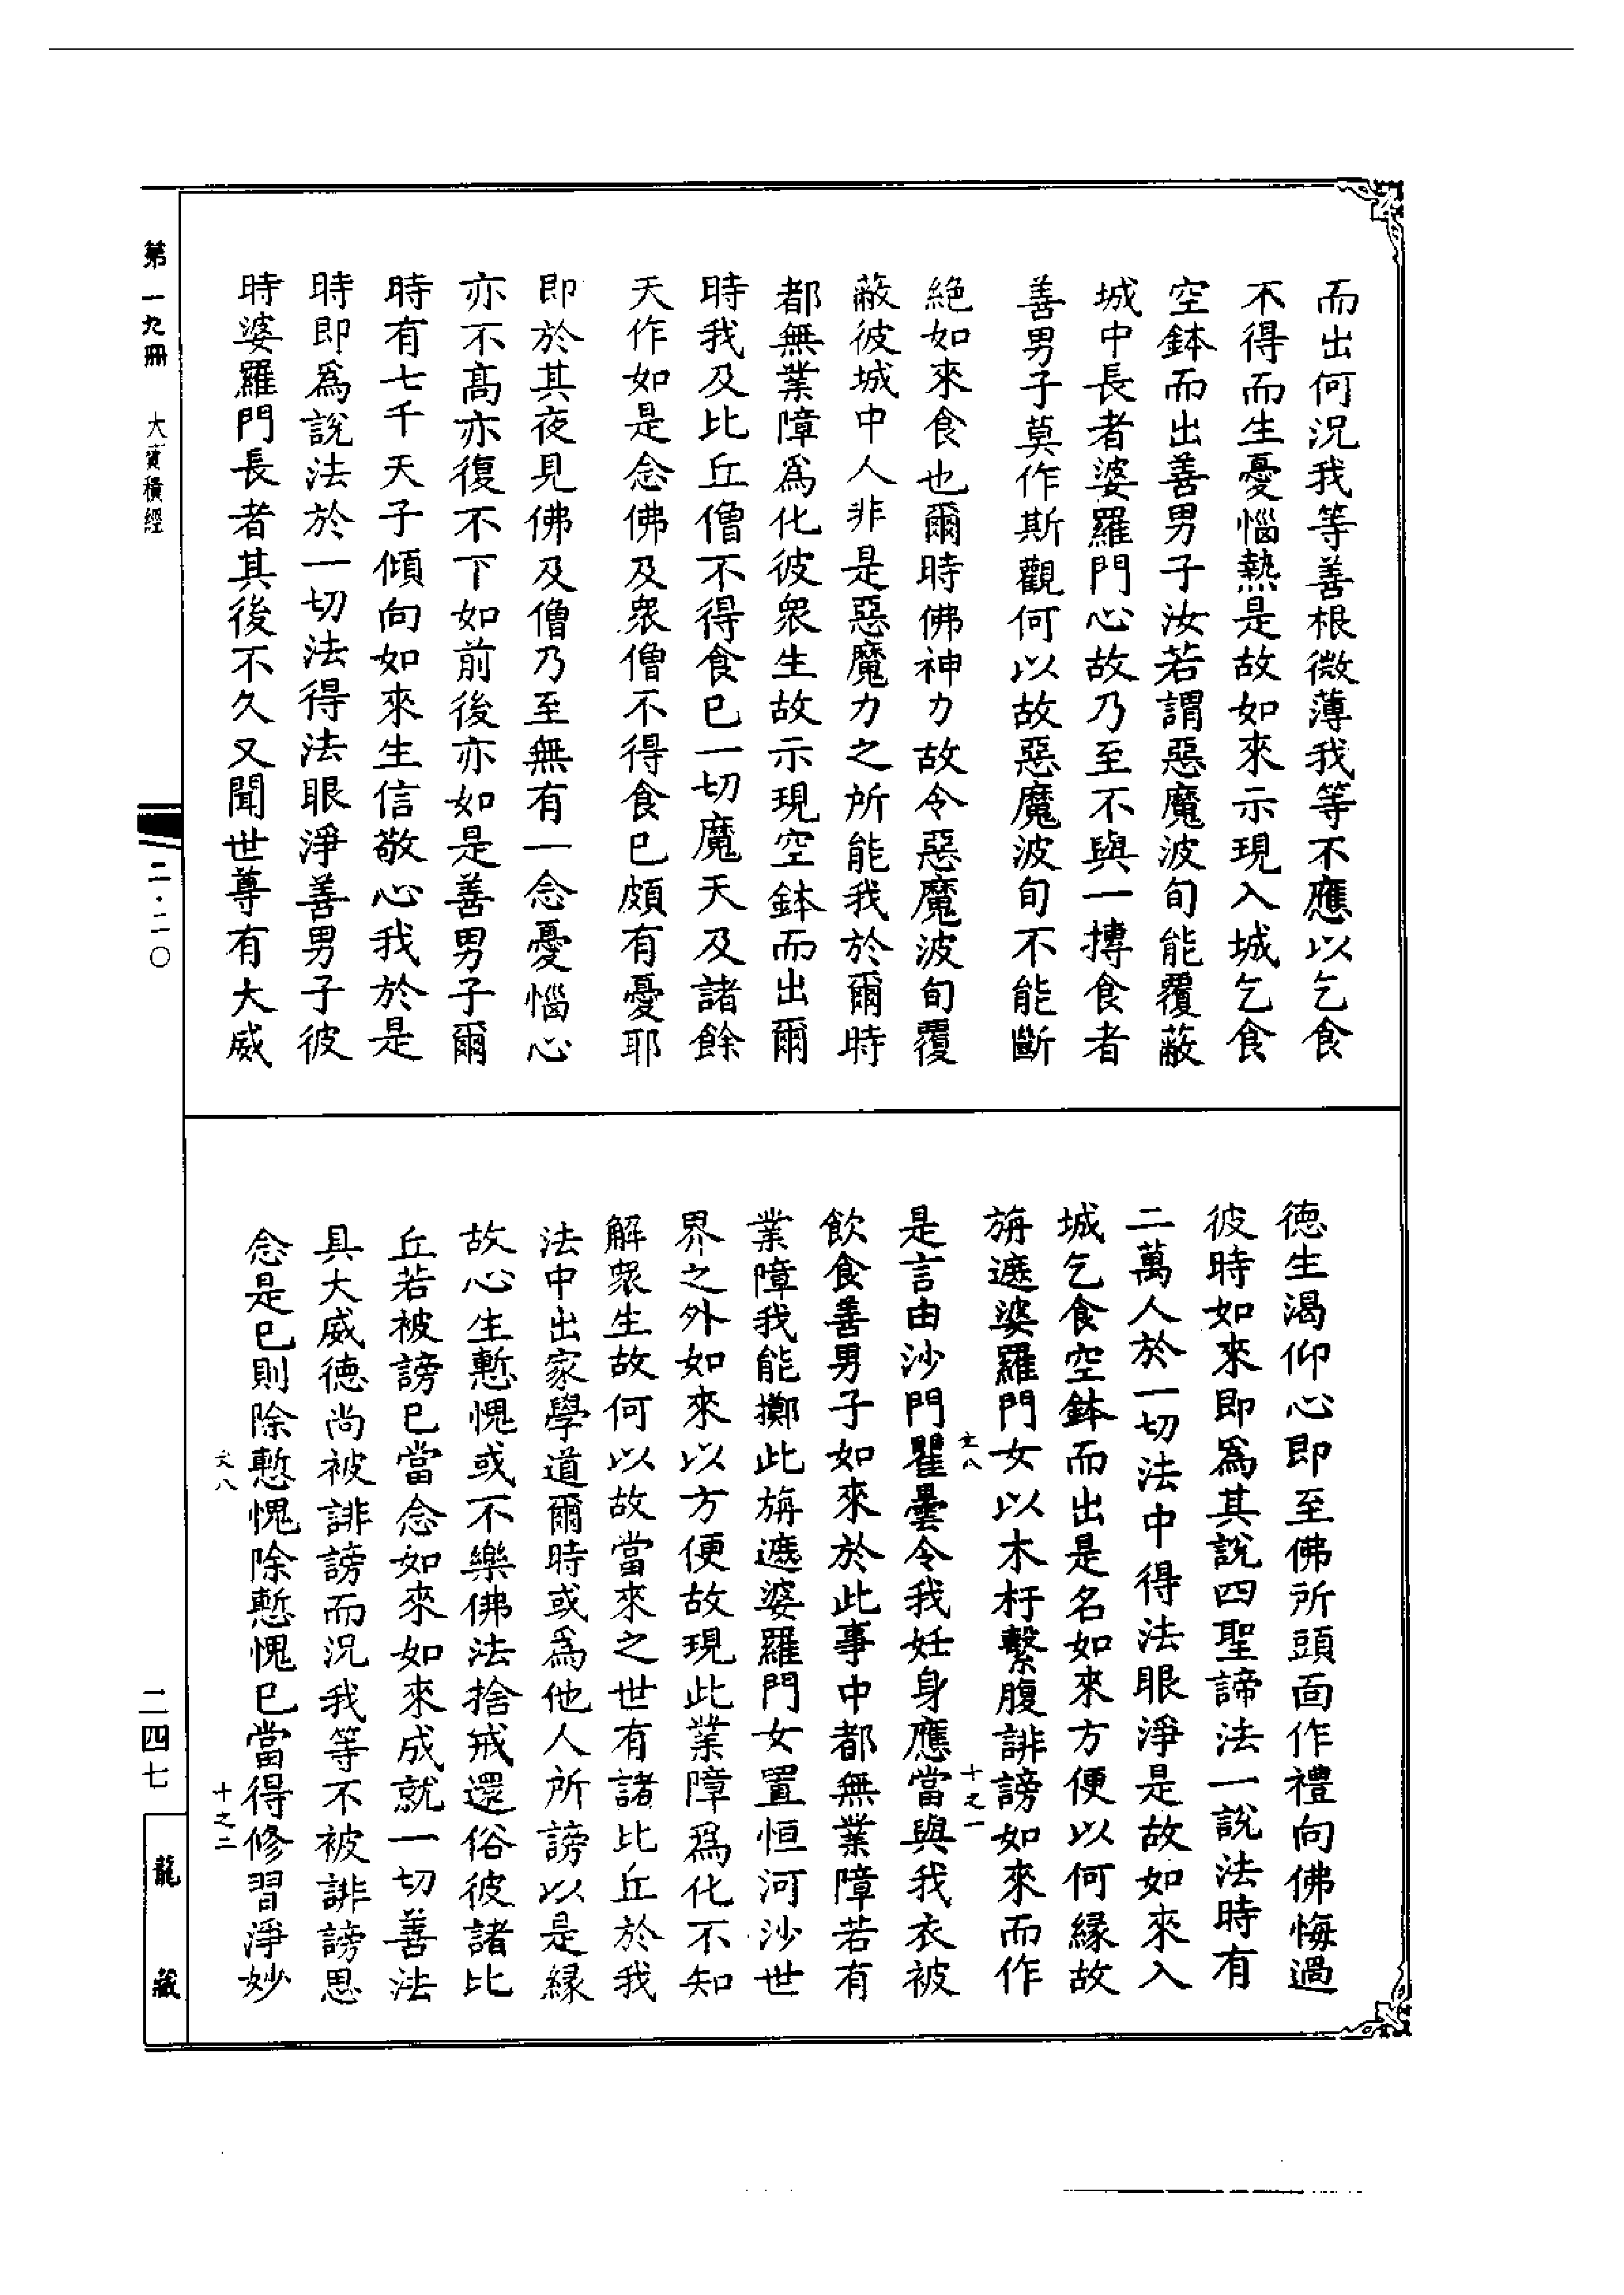 而出何況我等善根微薄我等不應以乞食
不得而生憂惱熱是故如來示現入城乞食
空鉢而出善男子汝若謂惡魔波旬能覆蔽
城中長者婆羅門心故乃至不與一摶食者
善男子莫作斯觀何以故惡魔波旬不能斷
絕如來食也爾時佛神力故令惡魔波旬覆
蔽彼城中人非是惡魔力之所能我於爾時
都無業障爲化彼衆生故示現空鉢而出爾
時我及比丘僧不得食已一切魔天及諸餘
天作如是念佛及衆僧不得食已頗有憂耶
即於其夜見佛及僧乃至無有一念憂惱心
亦不高亦復不下如前後亦如是善男子爾
時有七千天子傾向如來生信敬心我於是
時即爲說法於一切法得法眼淨善男子彼
時婆羅門長者其後不久又聞世尊有大威
德生渴仰心即至佛所頭面作禮向佛悔過
彼時如來即爲其說四聖諦法一說法時有
二萬人於一切法中得法眼淨是故如來入
城乞食空鉢而出是名如來方便以何緣故
旃遮婆羅門女以木杅繫腹誹謗如來而作
文八 十之一
是言由沙門瞿曇令我妊身應當與我衣被
飲食善男子如來於此事中都無業障若有
業障我能擲此旃遮婆羅門女置恒河沙世
界之外如來以方便故現此業障爲化不知
解衆生故何以故當來之世有諸比丘於我
法中出家學道爾時或爲他人所謗以是緣
故心生慙愧或不樂佛法捨戒還俗彼諸比
丘若被謗已當念如來如來成就一切善法
具大威德尚被誹謗而況我等不被誹謗思
念是已則除慙愧除慙愧已當得修習淨妙
文八 十之二
第一九冊 大寶積經
二·二〇
二四七
龍藏